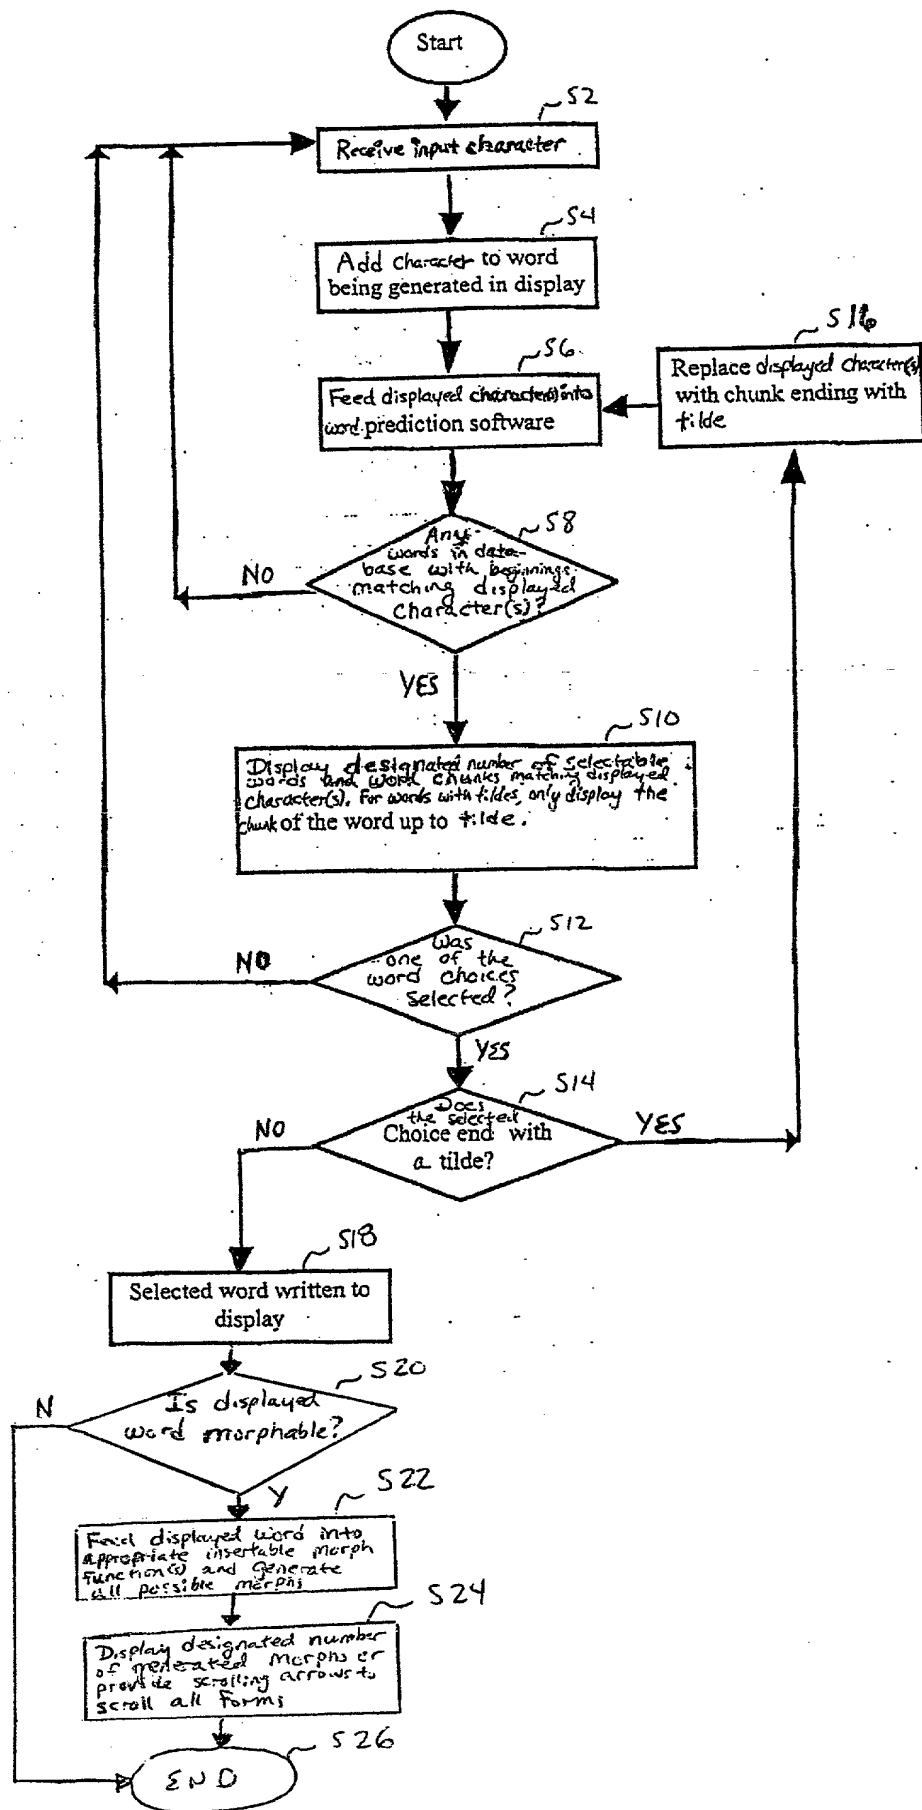 Start
S2
Receive input character
S4
Add character to word
being generated in display
S16
Replace displayed character(s)
with chunk ending with
tilde
S6
Feed displayed character(s) into
word prediction software
S8
Any
words in data-
base with beginnings
matching displayed
character(s)?
NO
YES
S10
Display designated number of selectable
words and word chunks matching displayed
character(s). For words with tildes, only display the
chunk of the word up to tilde.
S12
Was
one of the
word choices
selected?
NO
YES
S14
Does
the selected
Choice end with
a tilde?
NO
YES
S18
Selected word written to
display
S20
Is displayed
word morphable?
N
Y
S22
Feed displayed word into
appropriate insertable morph
function(s) and generate
all possible morphs
S24
Display designated number
of generated morphs or
provide scrolling arrows to
scroll all forms
S26
END